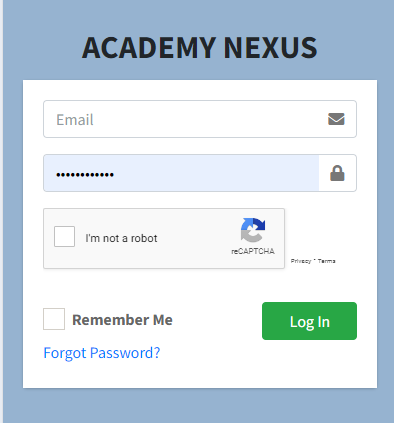 ACADEMY NEXUS
Email
••••••••••••
I'm not a robot
reCAPTCHA
Privacy - Terms
Remember Me
Log In
Forgot Password?